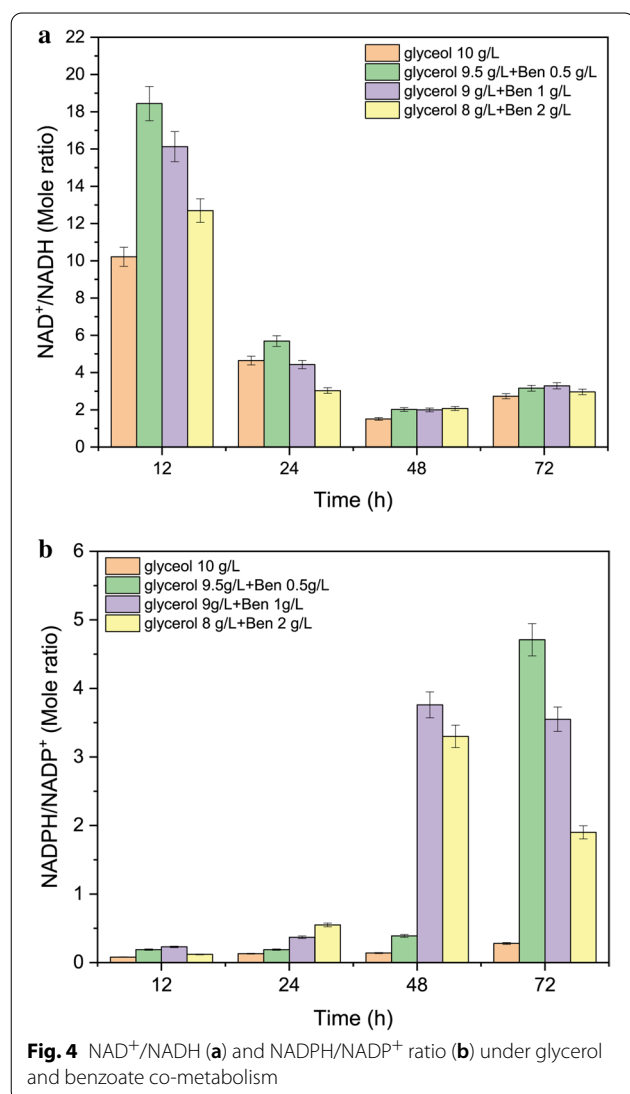 a
22
20
18
16
14
12
10
8
6
4
2
0
NAD⁺/NADH (Mole ratio)
glyceol 10 g/L
glycerol 9.5 g/L+Ben 0.5 g/L
glycerol 9 g/L+Ben 1 g/L
glycerol 8 g/L+Ben 2 g/L
12 24 48 72
Time (h)
b
6
5
4
3
2
1
0
NADPH/NADP⁺ (Mole ratio)
glyceol 10 g/L
glycerol 9.5g/L+Ben 0.5g/L
glycerol 9g/L+Ben 1g/L
glycerol 8 g/L+Ben 2 g/L
12 24 48 72
Time (h)
Fig. 4 NAD⁺/NADH (a) and NADPH/NADP⁺ ratio (b) under glycerol
and benzoate co-metabolism